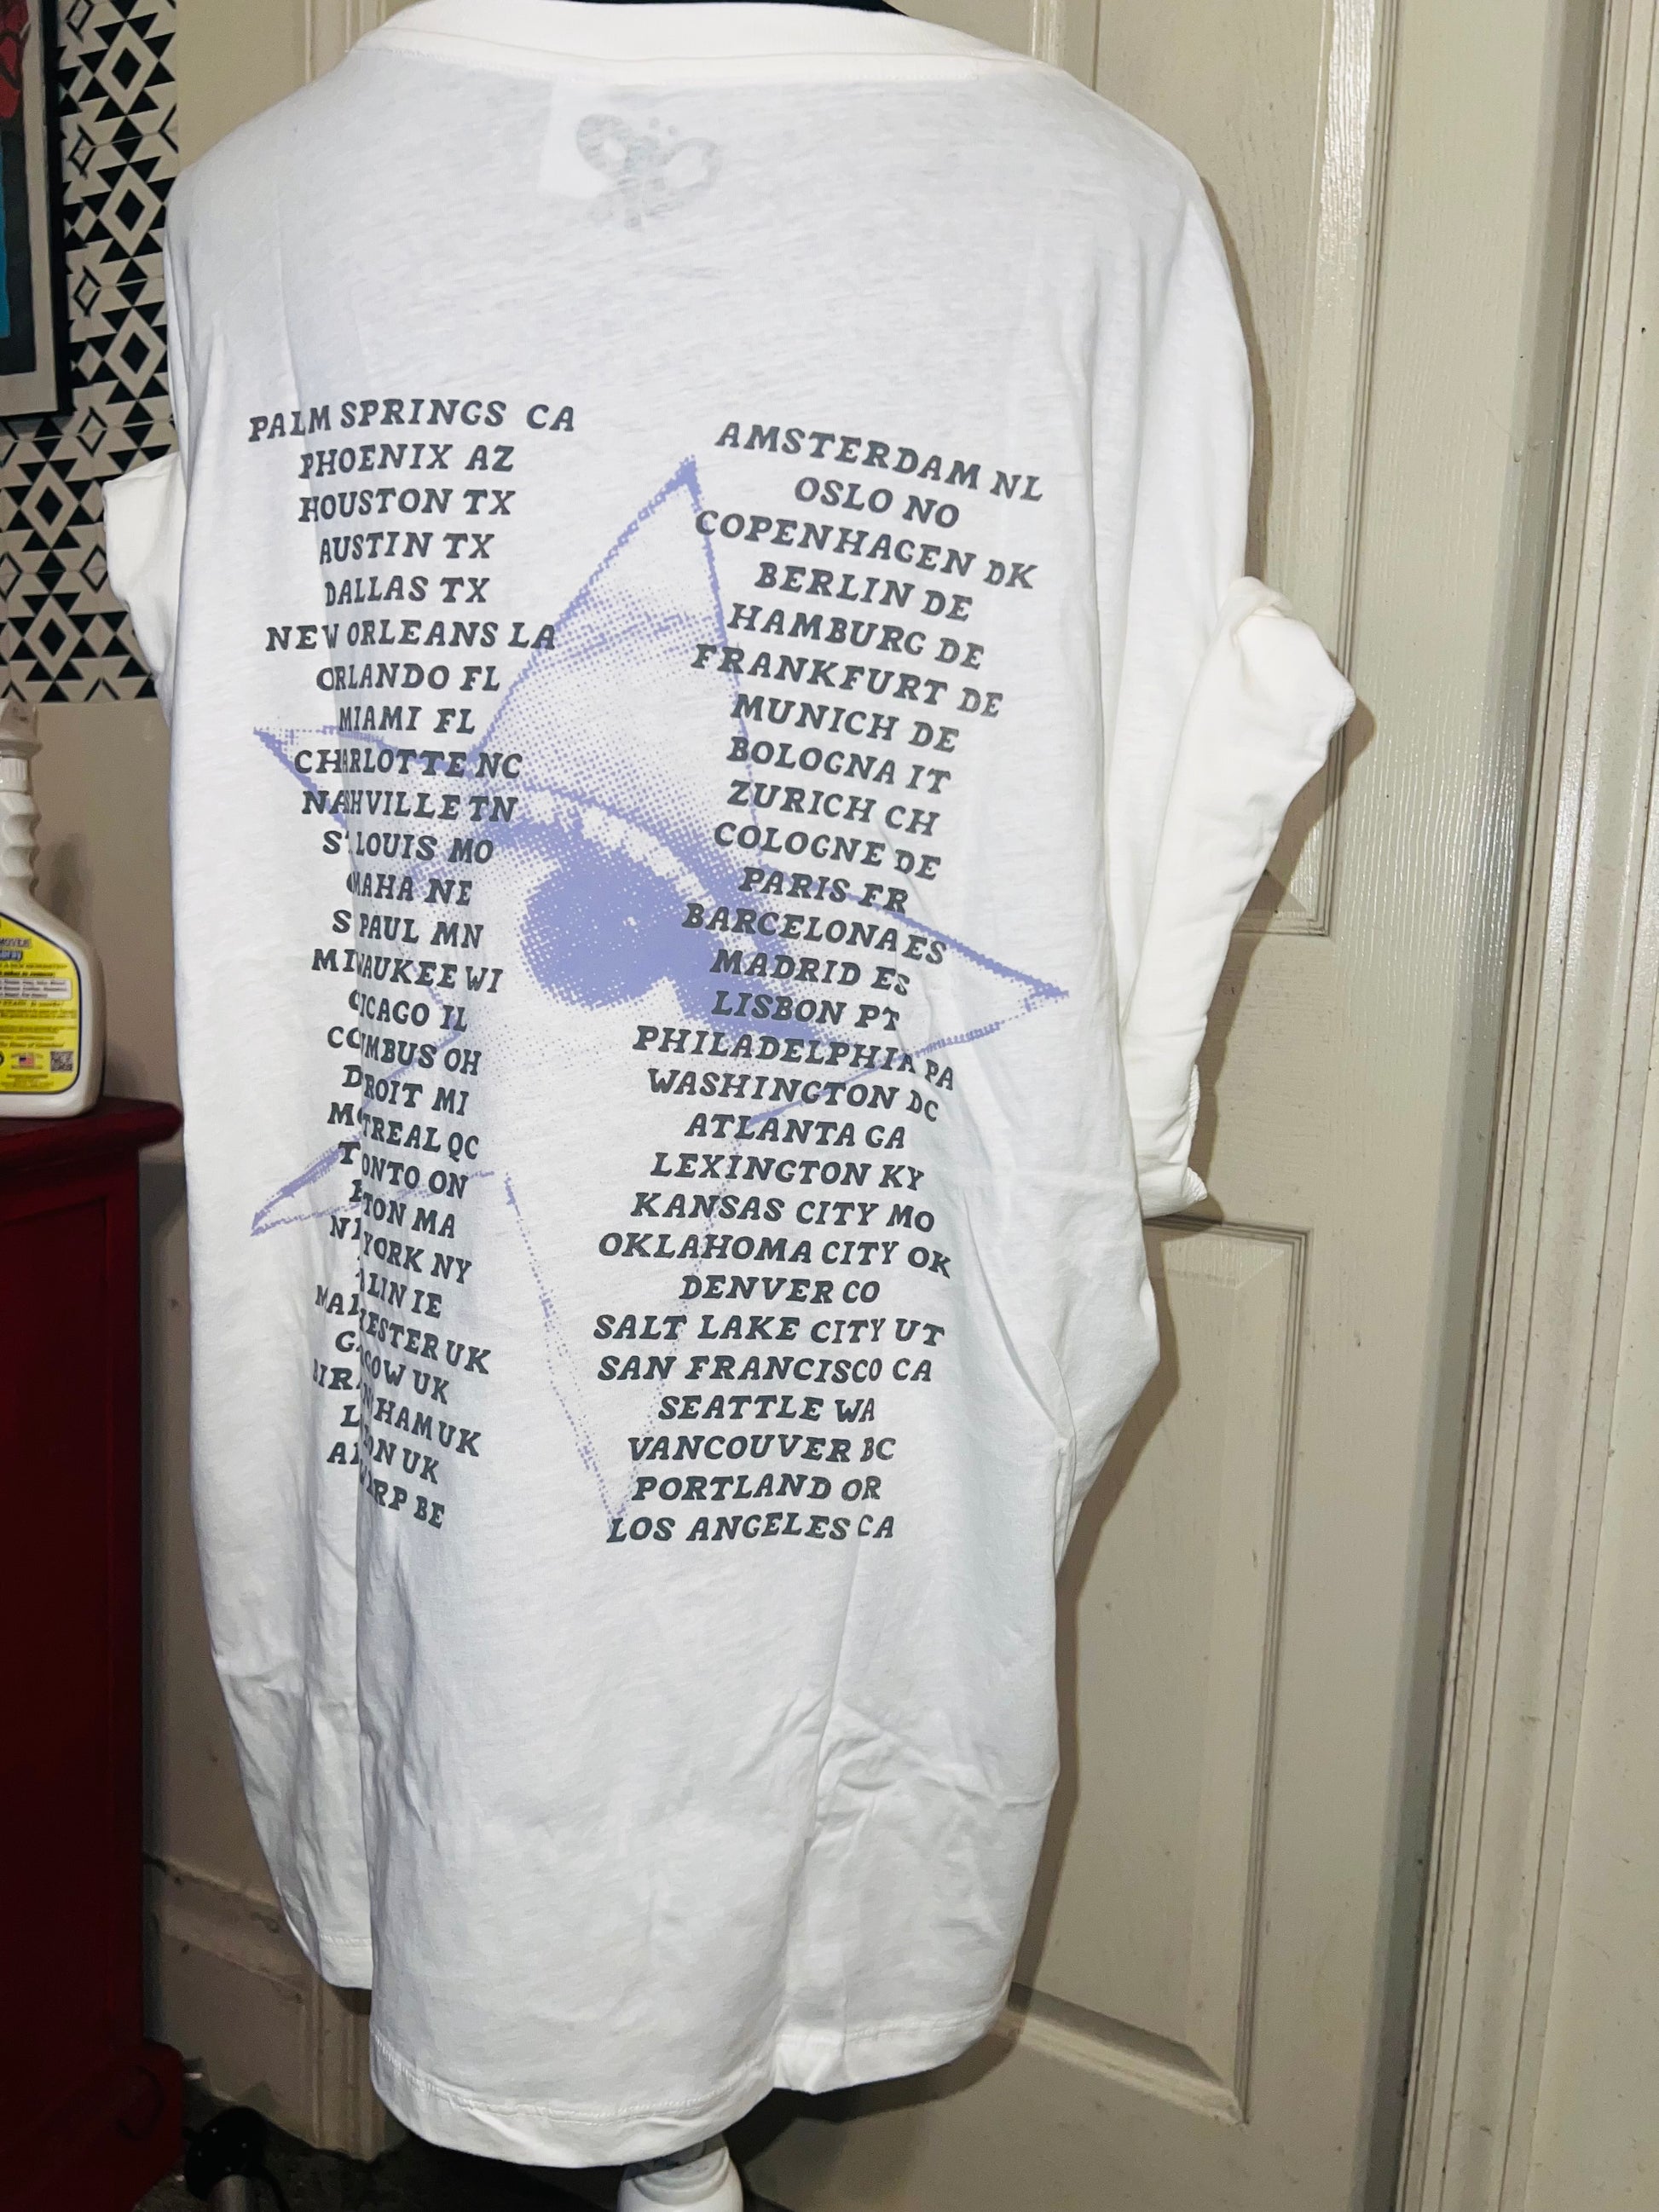 PALM SPRINGS CA
PHOENIX AZ
HOUSTON TX
AUSTIN TX
DALLAS TX
NEW ORLEANS LA
ORLANDO FL
MIAMI FL
CHARLOTTE NC
NASHVILLE TN
LOUIS MO
OMAHA NE
PAUL MN
MILWAUKEE WI
IL
OH
MI
QC
ON
MA
YORK NY
IE
UK
UK
UK
UK
BE
AMSTERDAM NL
OSLO NO
COPENHAGEN DK
BERLIN DE
HAMBURG DE
FRANKFURT DE
MUNICH DE
BOLOGNA IT
ZURICH CH
COLOGNE DE
PARIS FR
BARCELONA ES
MADRID ES
LISBON PT
PHILADELPHIA PA
WASHINGTON DC
ATLANTA GA
LEXINGTON KY
KANSAS CITY MO
OKLAHOMA CITY OK
DENVER CO
SALT LAKE CITY UT
SAN FRANCISCO CA
SEATTLE WA
VANCOUVER BC
PORTLAND OR
LOS ANGELES CA